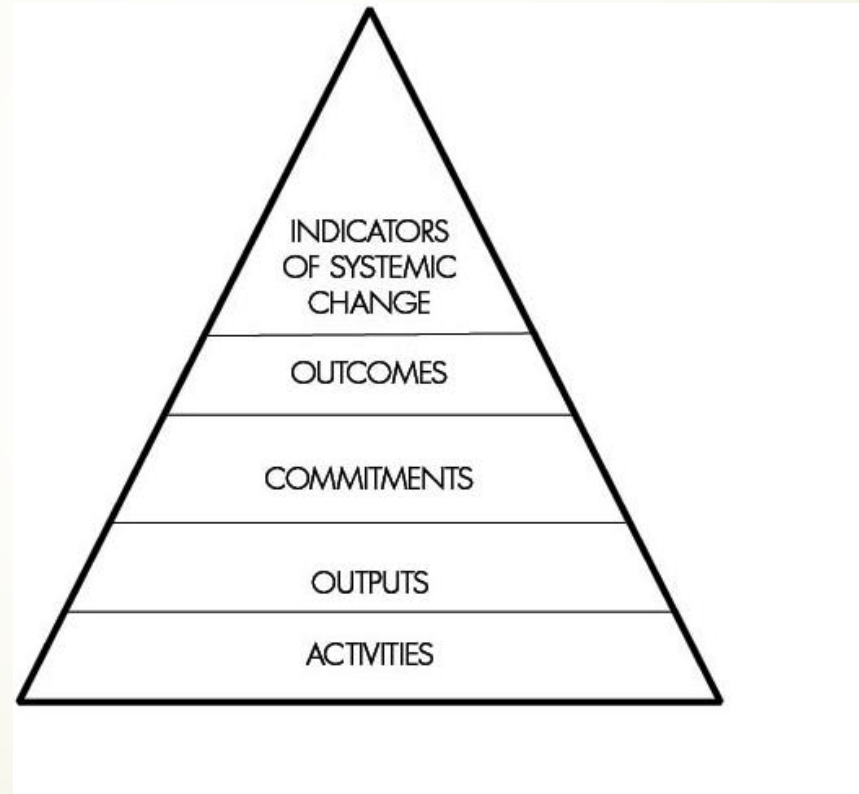 INDICATORS
OF SYSTEMIC
CHANGE
OUTCOMES
COMMITMENTS
OUTPUTS
ACTIVITIES